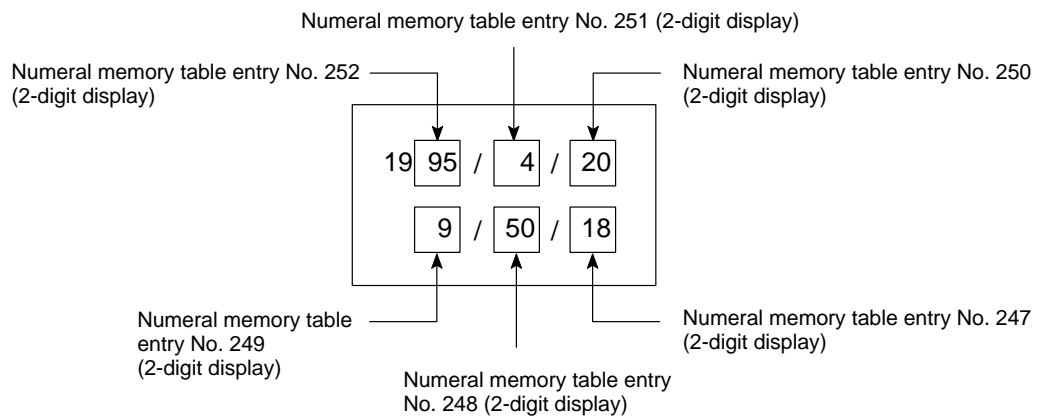 Numeral memory table entry No. 251 (2-digit display)
Numeral memory table entry No. 252
(2-digit display)
Numeral memory table entry No. 250
(2-digit display)
19 95 / 4 / 20
9 / 50 / 18
Numeral memory table
entry No. 249
(2-digit display)
Numeral memory table entry
No. 248 (2-digit display)
Numeral memory table entry No. 247
(2-digit display)